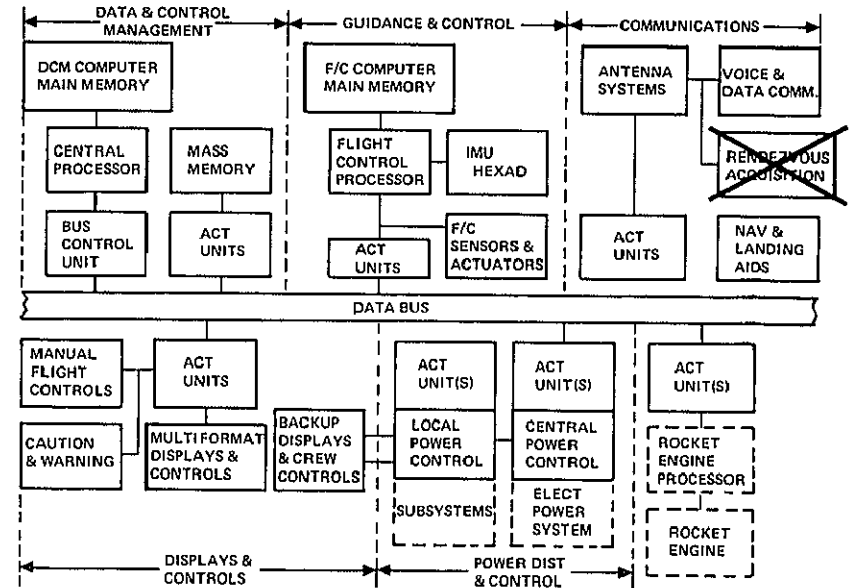 DATA & CONTROL
MANAGEMENT
GUIDANCE & CONTROL
COMMUNICATIONS
DCM COMPUTER
MAIN MEMORY
F/C COMPUTER
MAIN MEMORY
ANTENNA
SYSTEMS
VOICE &
DATA COMM.
CENTRAL
PROCESSOR
MASS
MEMORY
FLIGHT
CONTROL
PROCESSOR
IMU
HEXAD
RENDEZVOUS
ACQUISITION
BUS
CONTROL
UNIT
ACT
UNITS
ACT
UNITS
F/C
SENSORS &
ACTUATORS
ACT
UNITS
NAV &
LANDING
AIDS
DATA BUS
MANUAL
FLIGHT
CONTROLS
ACT
UNITS
ACT
UNIT(S)
ACT
UNIT(S)
ACT
UNIT(S)
CAUTION
& WARNING
MULTIFORMAT
DISPLAYS &
CONTROLS
BACKUP
DISPLAYS
& CREW
CONTROLS
LOCAL
POWER
CONTROL
CENTRAL
POWER
CONTROL
ROCKET
ENGINE
PROCESSOR
SUBSYSTEMS
ELECT
POWER
SYSTEM
ROCKET
ENGINE
DISPLAYS &
CONTROLS
POWER DIST
& CONTROL